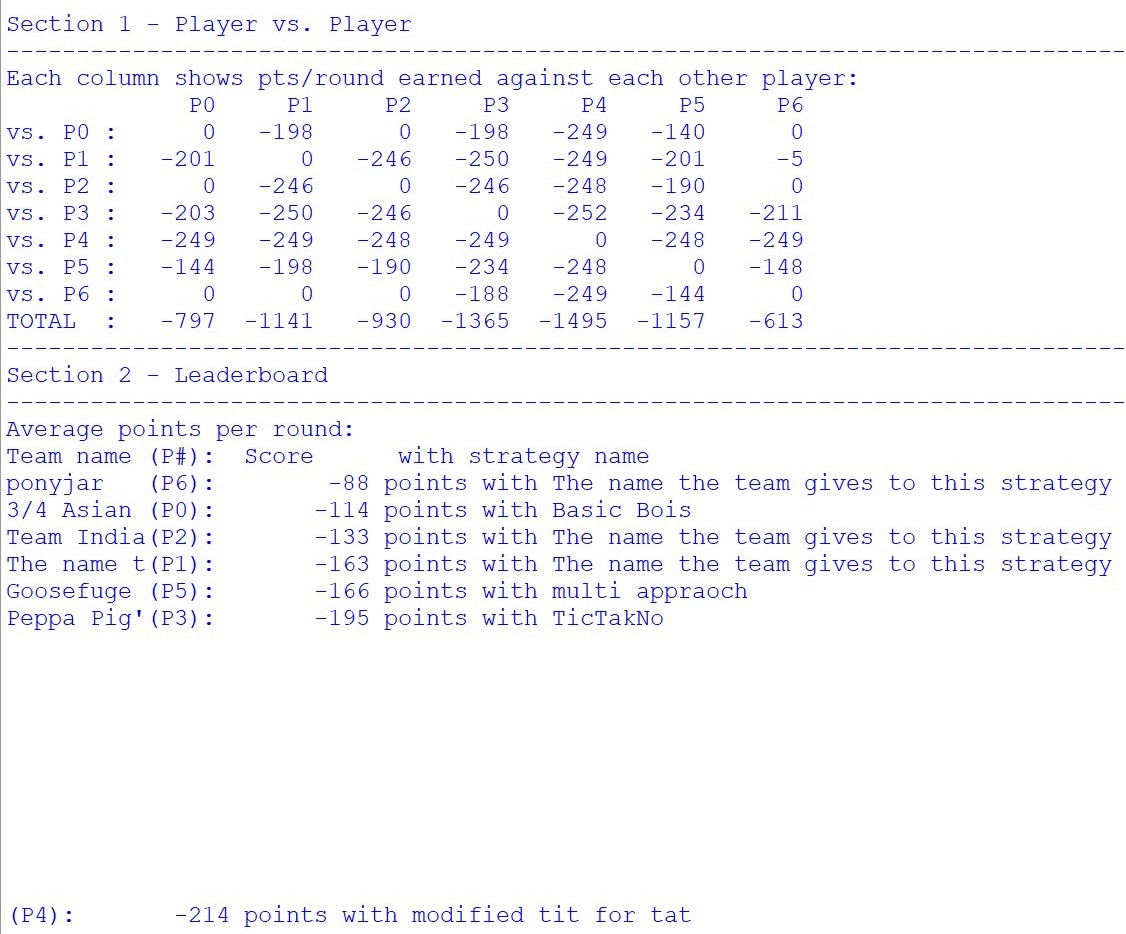 Section 1 - Player vs. Player
--------------------------------------------------------------------------------
Each column shows pts/round earned against each other player:
             P0     P1     P2     P3     P4     P5     P6
vs. P0 :      0   -198      0   -198   -249   -140      0
vs. P1 :   -201      0   -246   -250   -249   -201     -5
vs. P2 :      0   -246      0   -246   -248   -190      0
vs. P3 :   -203   -250   -246      0   -252   -234   -211
vs. P4 :   -249   -249   -248   -249      0   -248   -249
vs. P5 :   -144   -198   -190   -234   -248      0   -148
vs. P6 :      0      0      0   -188   -249   -144      0
TOTAL  :   -797  -1141   -930  -1365  -1495  -1157   -613
--------------------------------------------------------------------------------
Section 2 - Leaderboard
--------------------------------------------------------------------------------
Average points per round:
Team name (P#):  Score      with strategy name
ponyjar   (P6):        -88 points with The name the team gives to this strategy
3/4 Asian (P0):       -114 points with Basic Bois
Team India(P2):       -133 points with The name the team gives to this strategy
The name t(P1):       -163 points with The name the team gives to this strategy
Goosefuge (P5):       -166 points with multi appraoch
Peppa Pig'(P3):       -195 points with TicTakNo
(P4):       -214 points with modified tit for tat